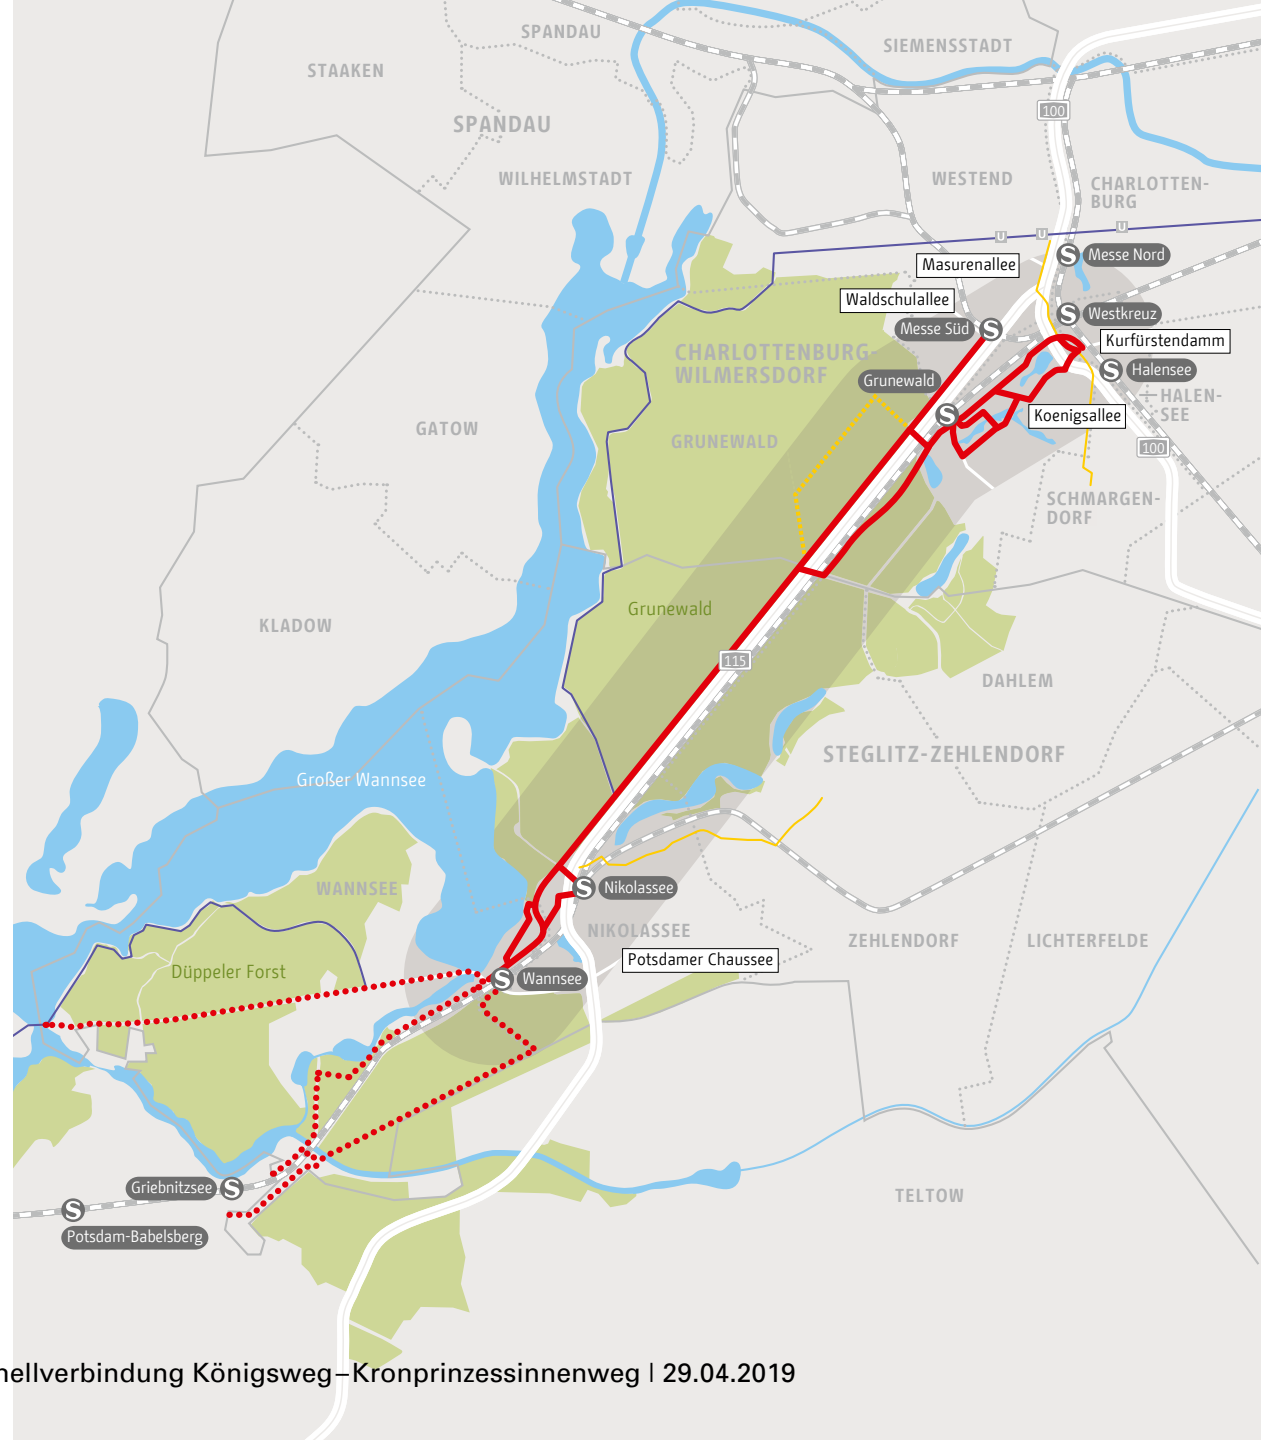 SPANDAU
SIEMENSSTADT
STAAKEN
100
SPANDAU
WILHELMSTADT
WESTEND
CHARLOTTEN-
BURG
U
U
U
S Messe Nord
Masurenallee
Waldschulallee
S Westkreuz
Messe Süd S
Kurfürstendamm
CHARLOTTENBURG-
WILMERSDORF
S Halensee
Grunewald S
HALEN-
SEE
Koenigsallee
GATOW
GRUNEWALD
100
SCHMARGEN-
DORF
Grunewald
KLADOW
115
DAHLEM
STEGLITZ-ZEHLENDORF
Großer Wannsee
WANNSEE
S Nikolassee
NIKOLASSEE
ZEHLENDORF
LICHTERFELDE
Potsdamer Chaussee
Düppeler Forst
S Wannsee
Griebnitzsee S
TELTOW
S
Potsdam-Babelsberg
nellverbindung Königsweg–Kronprinzessinnenweg | 29.04.2019